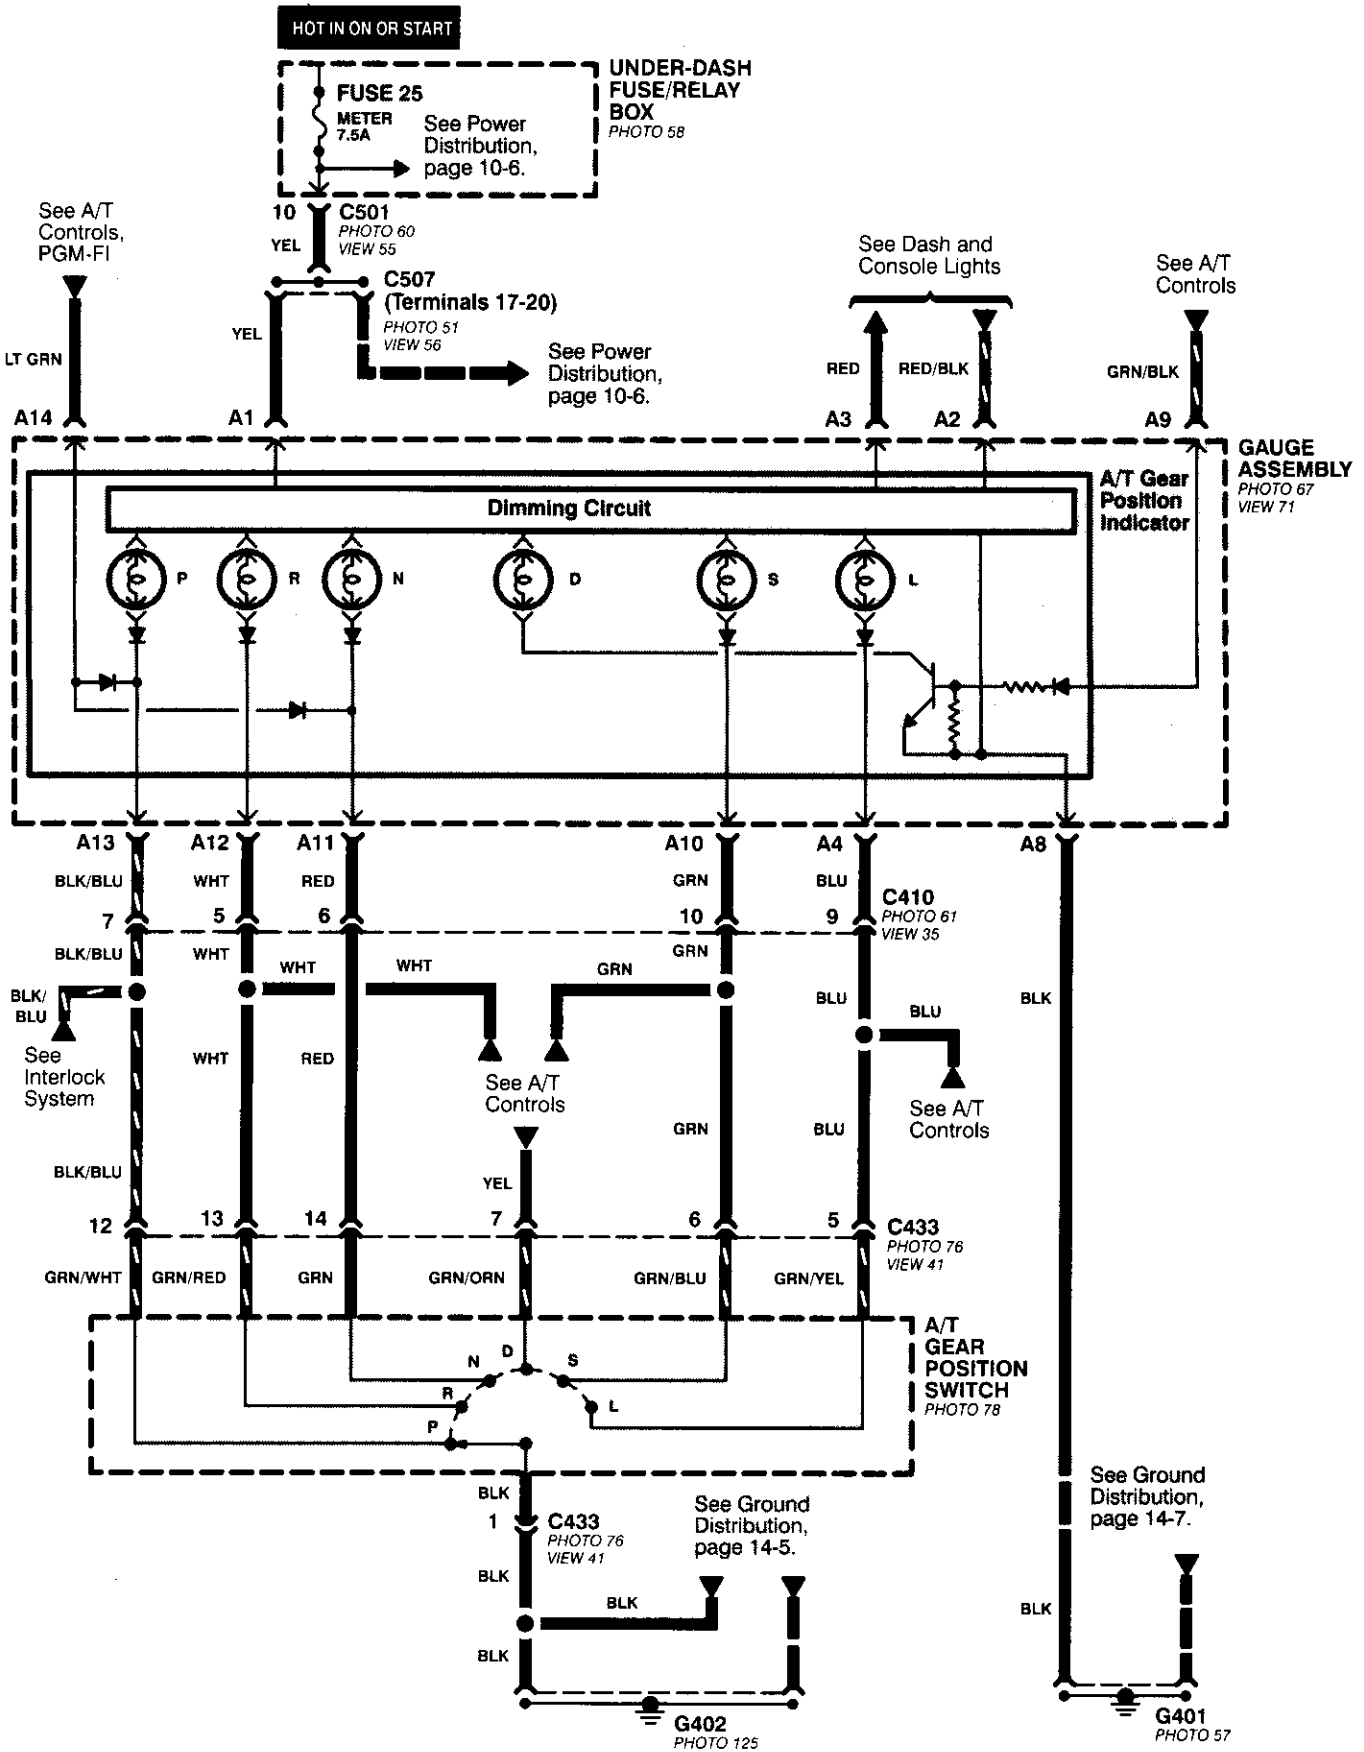 HOT IN ON OR START
UNDER-DASH
FUSE/RELAY
BOX
PHOTO 58
FUSE 25
METER
7.5A
See Power
Distribution,
page 10-6.
10
C501
PHOTO 60
VIEW 55
YEL
See A/T
Controls,
PGM-FI
C507
(Terminals 17-20)
PHOTO 51
VIEW 56
YEL
See Power
Distribution,
page 10-6.
See Dash and
Console Lights
See A/T
Controls
LT GRN
RED
RED/BLK
GRN/BLK
A14
A1
A3
A2
A9
GAUGE
ASSEMBLY
PHOTO 67
VIEW 71
A/T Gear
Position
Indicator
Dimming Circuit
P
R
N
D
S
L
A13
A12
A11
A10
A4
A8
BLK/BLU
WHT
RED
GRN
BLU
C410
PHOTO 61
VIEW 35
7
5
6
10
9
BLK/BLU
WHT
GRN
WHT
WHT
GRN
BLK/
BLU
BLU
BLU
BLK
See
Interlock
System
WHT
RED
See A/T
Controls
See A/T
Controls
GRN
BLU
BLK/BLU
YEL
12
13
14
7
6
5
C433
PHOTO 76
VIEW 41
GRN/WHT
GRN/RED
GRN
GRN/ORN
GRN/BLU
GRN/YEL
A/T
GEAR
POSITION
SWITCH
PHOTO 78
P
R
N
D
S
L
BLK
1
C433
PHOTO 76
VIEW 41
See Ground
Distribution,
page 14-5.
See Ground
Distribution,
page 14-7.
BLK
BLK
BLK
BLK
G402
PHOTO 125
G401
PHOTO 57